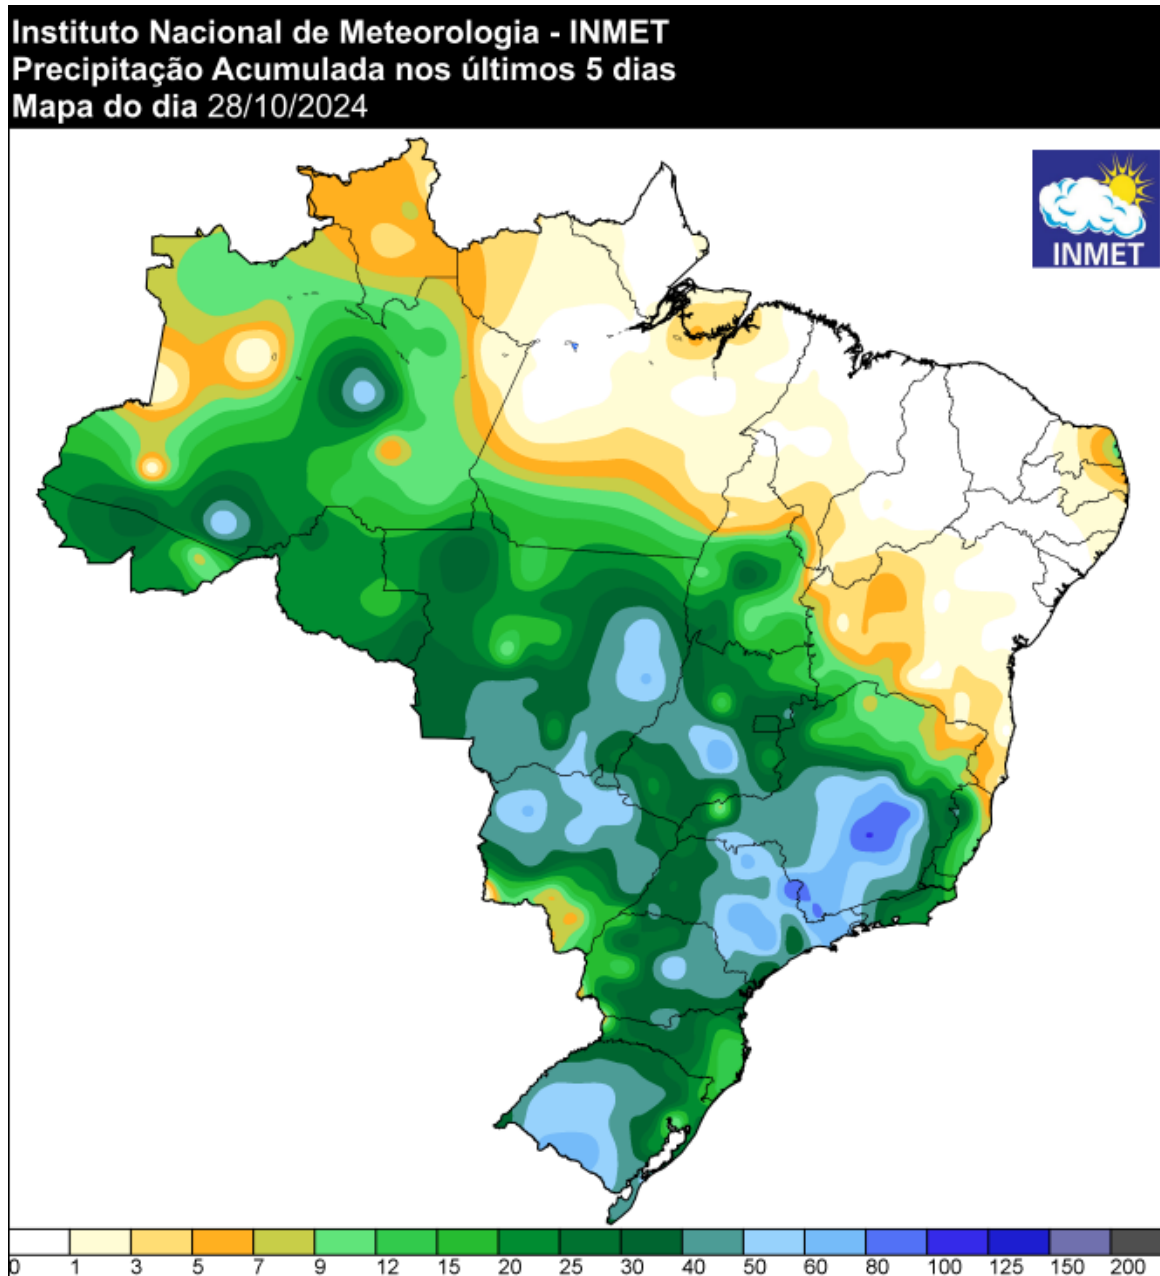 Instituto Nacional de Meteorologia - INMET
Precipitação Acumulada nos últimos 5 dias
Mapa do dia 28/10/2024
INMET
0 1 3 5 7 9 12 15 20 25 30 40 50 60 80 100 125 150 200